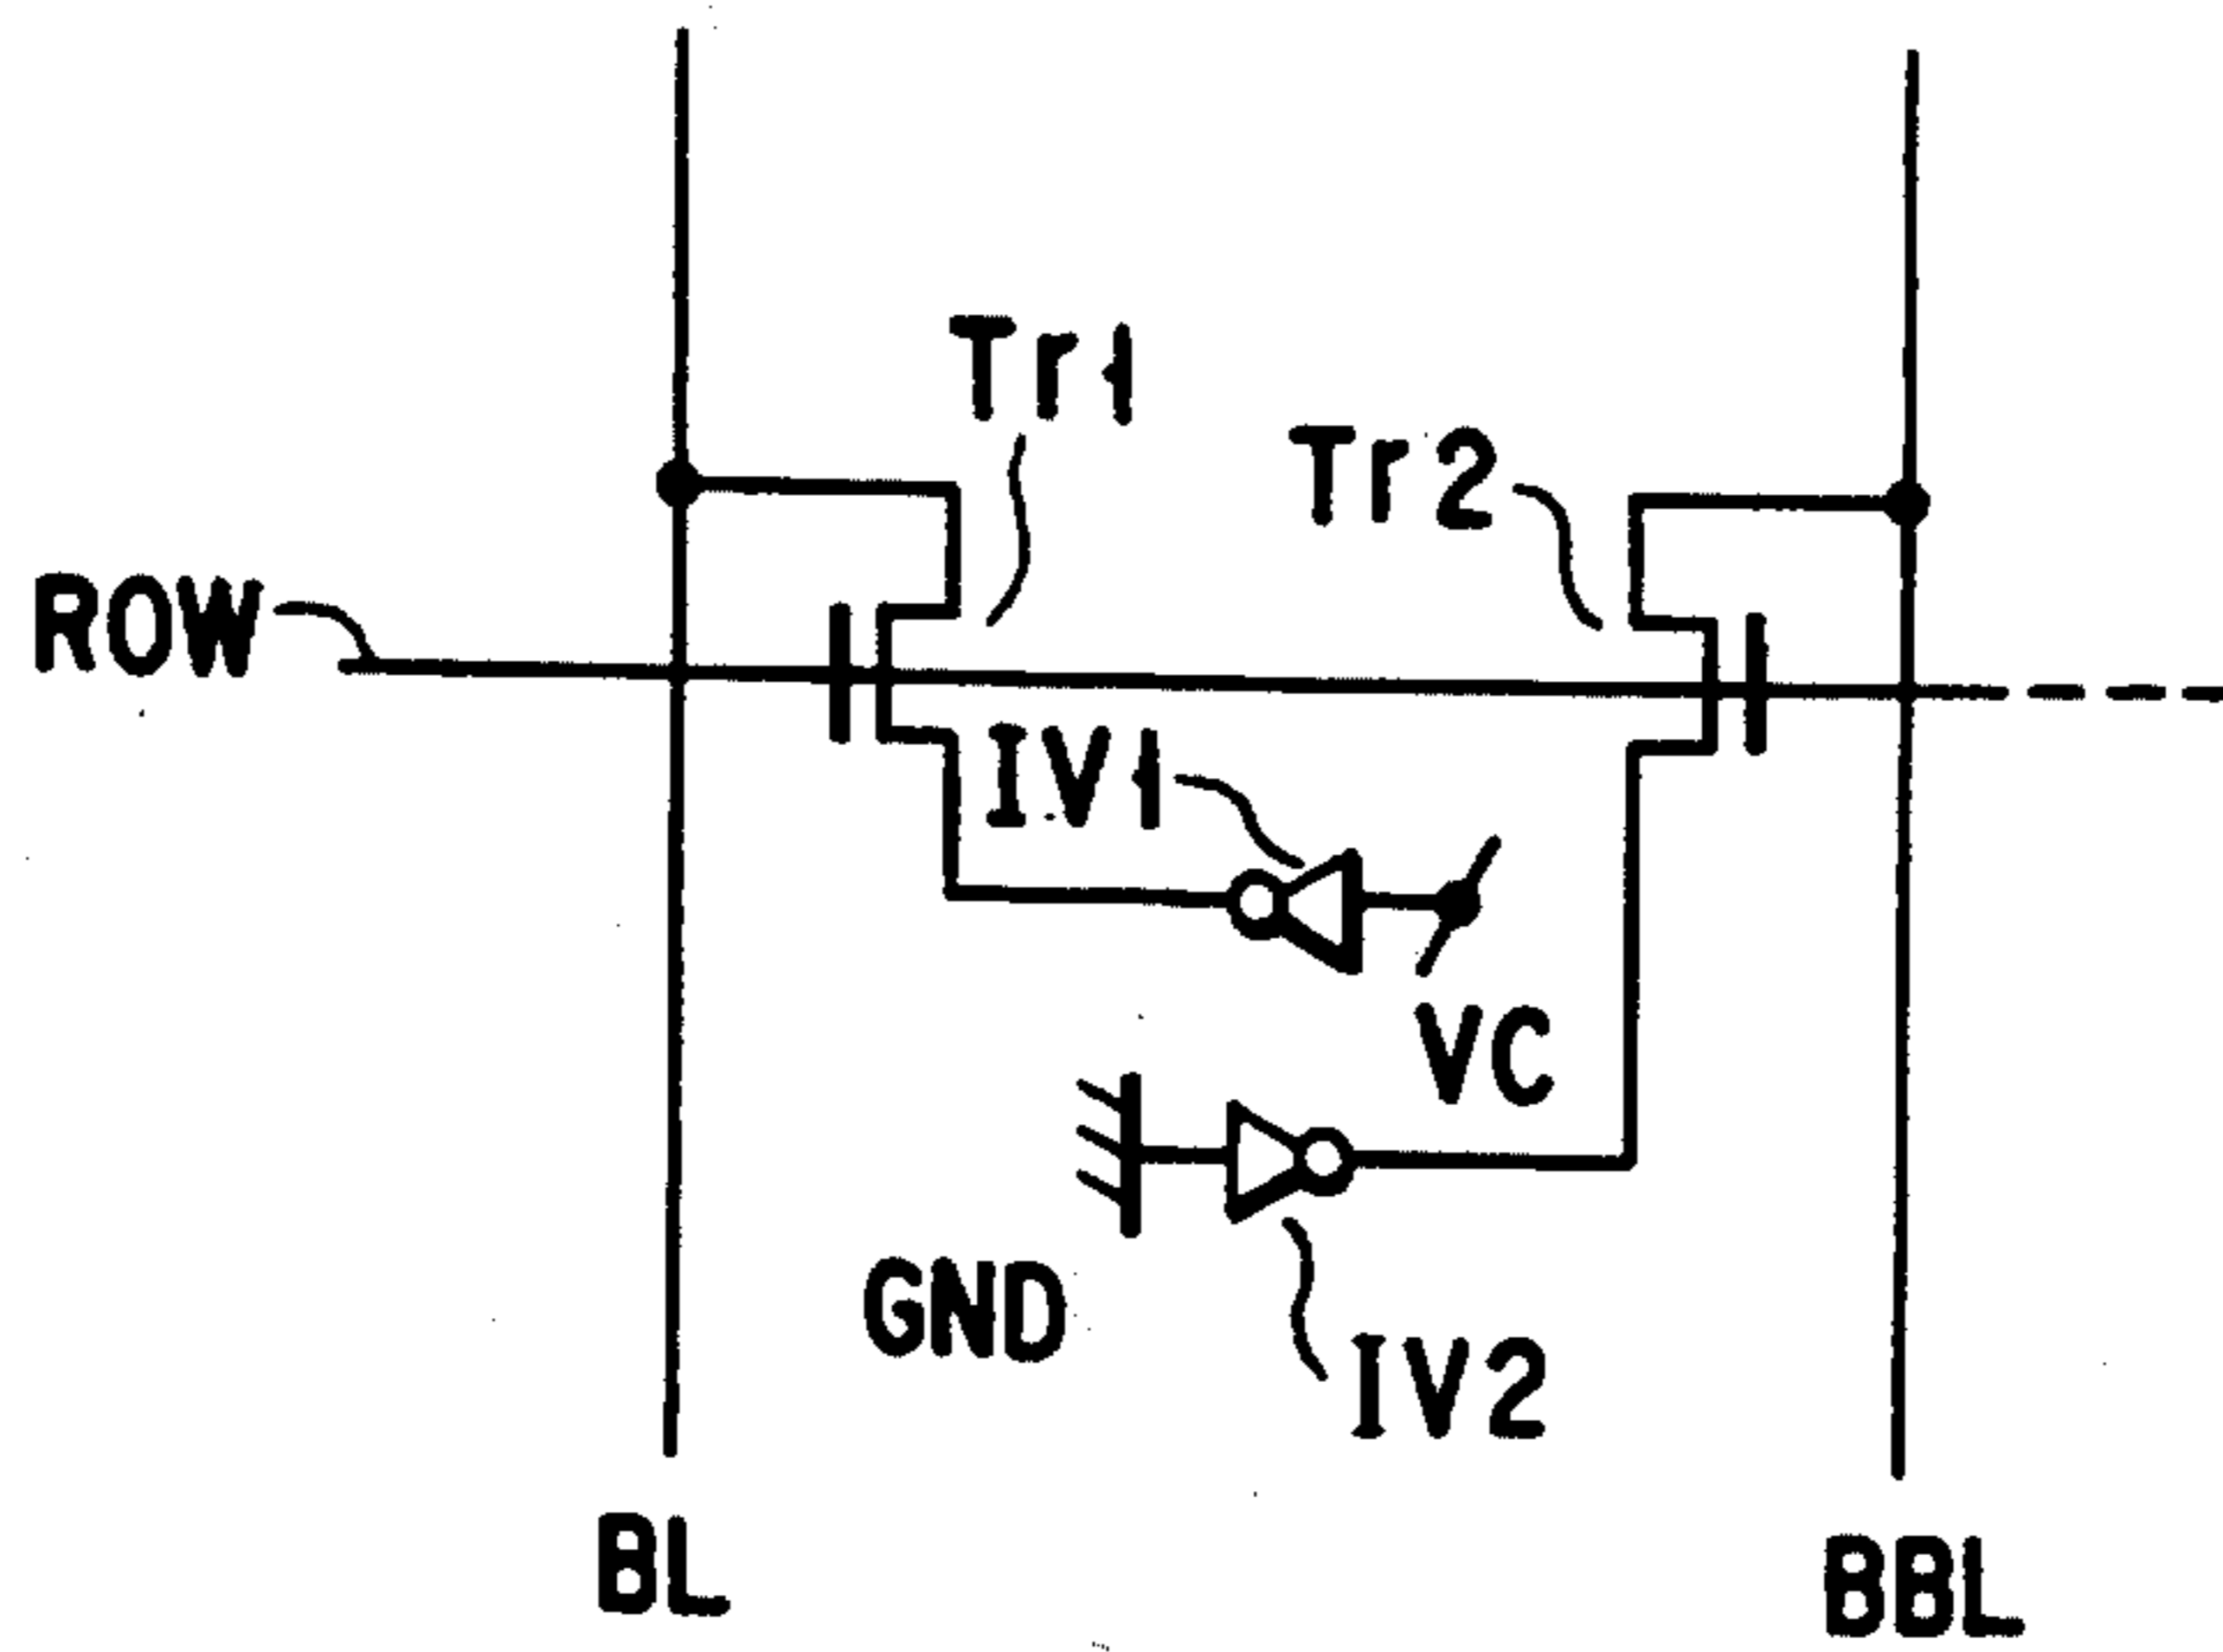 Tr1
Tr2
ROW
IV1
VC
GND
IV2
BL
BBL